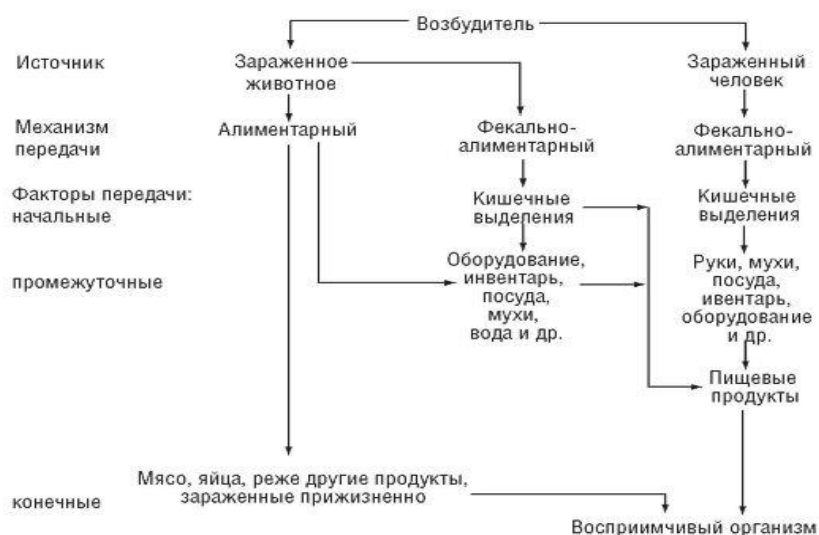 Возбудитель
Источник
Зараженное
животное
Зараженный
человек
Механизм
передачи
Алиментарный
Фекально-
алиментарный
Фекально-
алиментарный
Факторы передачи:
начальные
Кишечные
выделения
Кишечные
выделения
промежуточные
Оборудование,
инвентарь,
посуда,
мухи,
вода и др.
Руки, мухи,
посуда,
ивентарь,
оборудование
и др.
Пищевые
продукты
конечные
Мясо, яйца, реже другие продукты,
зараженные прижизненно
Восприимчивый организм